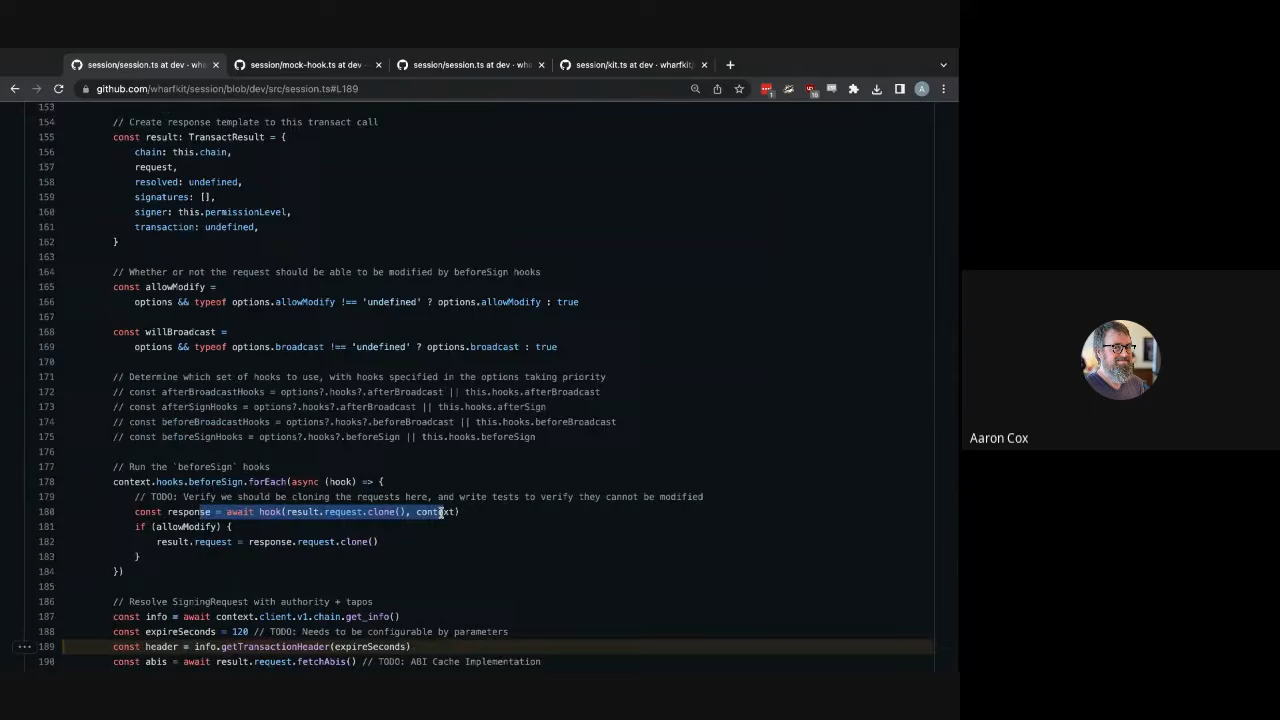 session/session.ts at dev · wha
session/mock-hook.ts at dev ·
session/session.ts at dev · wha
session/kit.ts at dev · wharfkit/
github.com/wharfkit/session/blob/dev/src/session.ts#L189
153
154 // Create response template to this transact call
155 const result: TransactResult = {
156 chain: this.chain,
157 request,
158 resolved: undefined,
159 signatures: [],
160 signer: this.permissionLevel,
161 transaction: undefined,
162 }
163
164 // Whether or not the request should be able to be modified by beforeSign hooks
165 const allowModify =
166 options && typeof options.allowModify !== 'undefined' ? options.allowModify : true
167
168 const willBroadcast =
169 options && typeof options.broadcast !== 'undefined' ? options.broadcast : true
170
171 // Determine which set of hooks to use, with hooks specified in the options taking priority
172 // const afterBroadcastHooks = options?.hooks?.afterBroadcast || this.hooks.afterBroadcast
173 // const afterSignHooks = options?.hooks?.afterBroadcast || this.hooks.afterSign
174 // const beforeBroadcastHooks = options?.hooks?.beforeBroadcast || this.hooks.beforeBroadcast
175 // const beforeSignHooks = options?.hooks?.beforeSign || this.hooks.beforeSign
176
177 // Run the `beforeSign` hooks
178 context.hooks.beforeSign.forEach(async (hook) => {
179 // TODO: Verify we should be cloning the requests here, and write tests to verify they cannot be modified
180 const response = await hook(result.request.clone(), context)
181 if (allowModify) {
182 result.request = response.request.clone()
183 }
184 })
185
186 // Resolve SigningRequest with authority + tapos
187 const info = await context.client.v1.chain.get_info()
188 const expireSeconds = 120 // TODO: Needs to be configurable by parameters
189 const header = info.getTransactionHeader(expireSeconds)
190 const abis = await result.request.fetchAbis() // TODO: ABI Cache Implementation
A
Aaron Cox